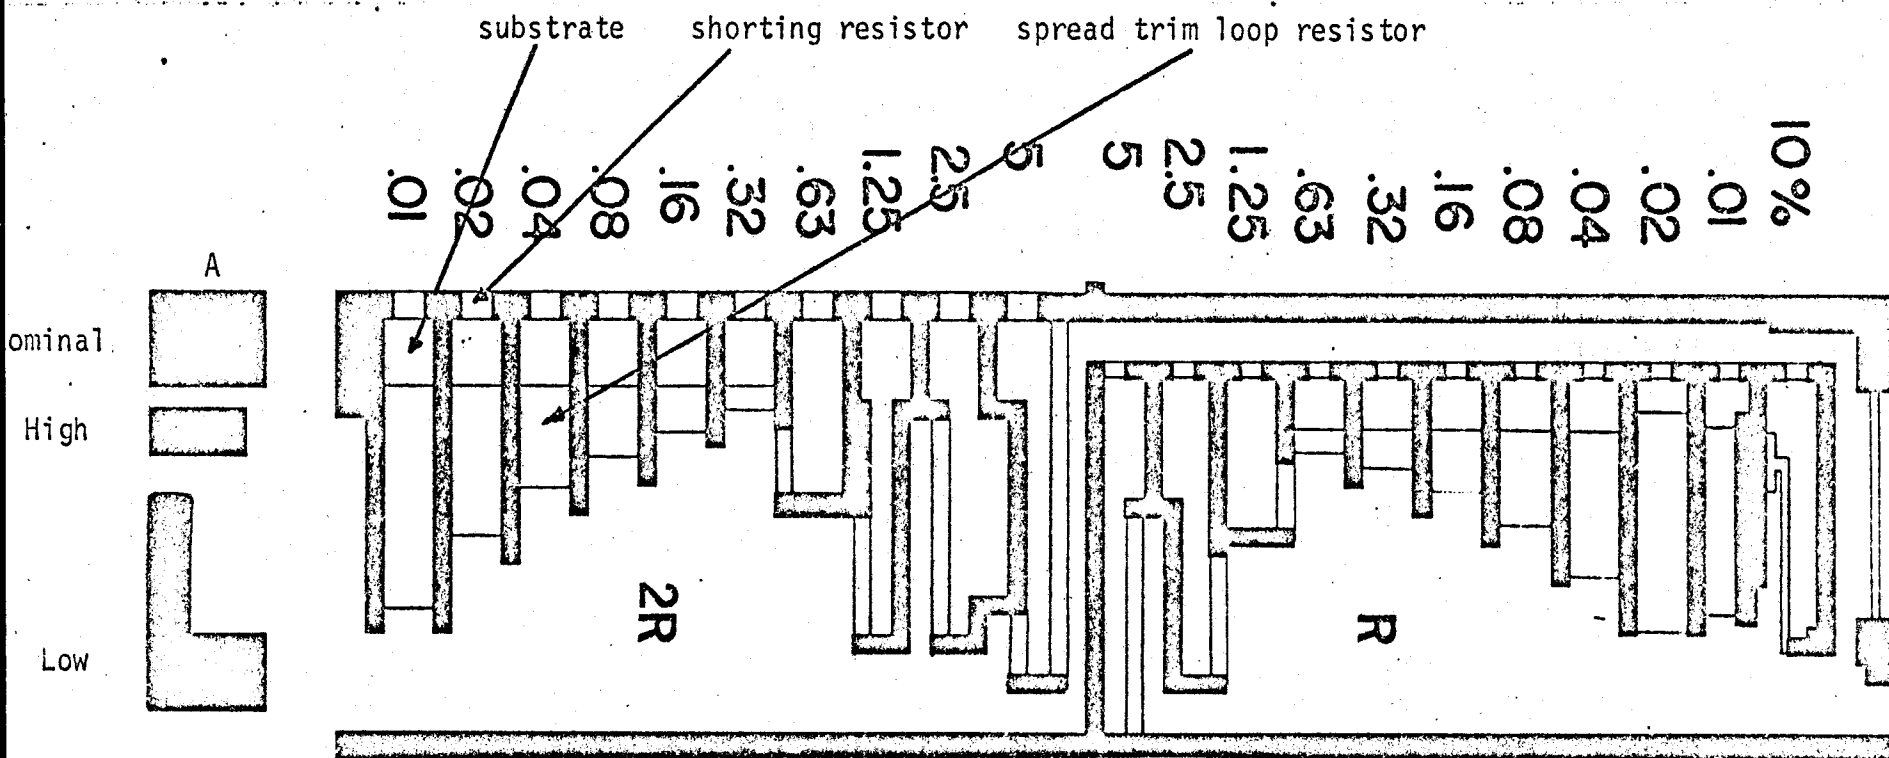 substrate shorting resistor spread trim loop resistor
.01 .02 .04 .08 .16 .32 .63 1.25 2.5 5 5 2.5 1.25 .63 .32 .16 .08 .04 .02 .01 10%
A
ominal
High
Low
2R R